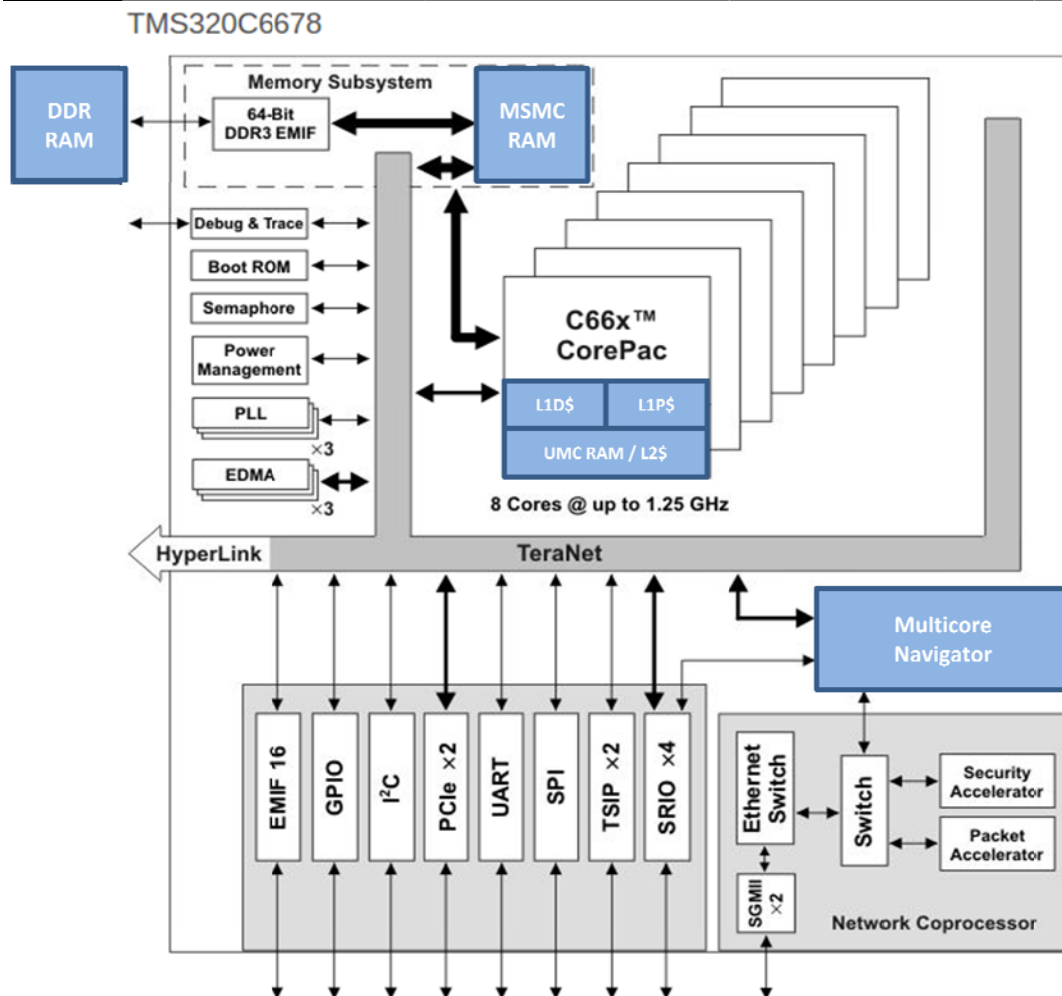 TMS320C6678
DDR
RAM
Memory Subsystem
64-Bit
DDR3 EMIF
MSMC
RAM
Debug & Trace
Boot ROM
Semaphore
Power
Management
PLL
×3
EDMA
×3
C66x™
CorePac
L1D$
L1P$
UMC RAM / L2$
8 Cores @ up to 1.25 GHz
HyperLink
TeraNet
Multicore
Navigator
EMIF 16
GPIO
I²C
PCIe ×2
UART
SPI
TSIP ×2
SRIO ×4
Ethernet
Switch
Switch
Security
Accelerator
Packet
Accelerator
SGMII
×2
Network Coprocessor